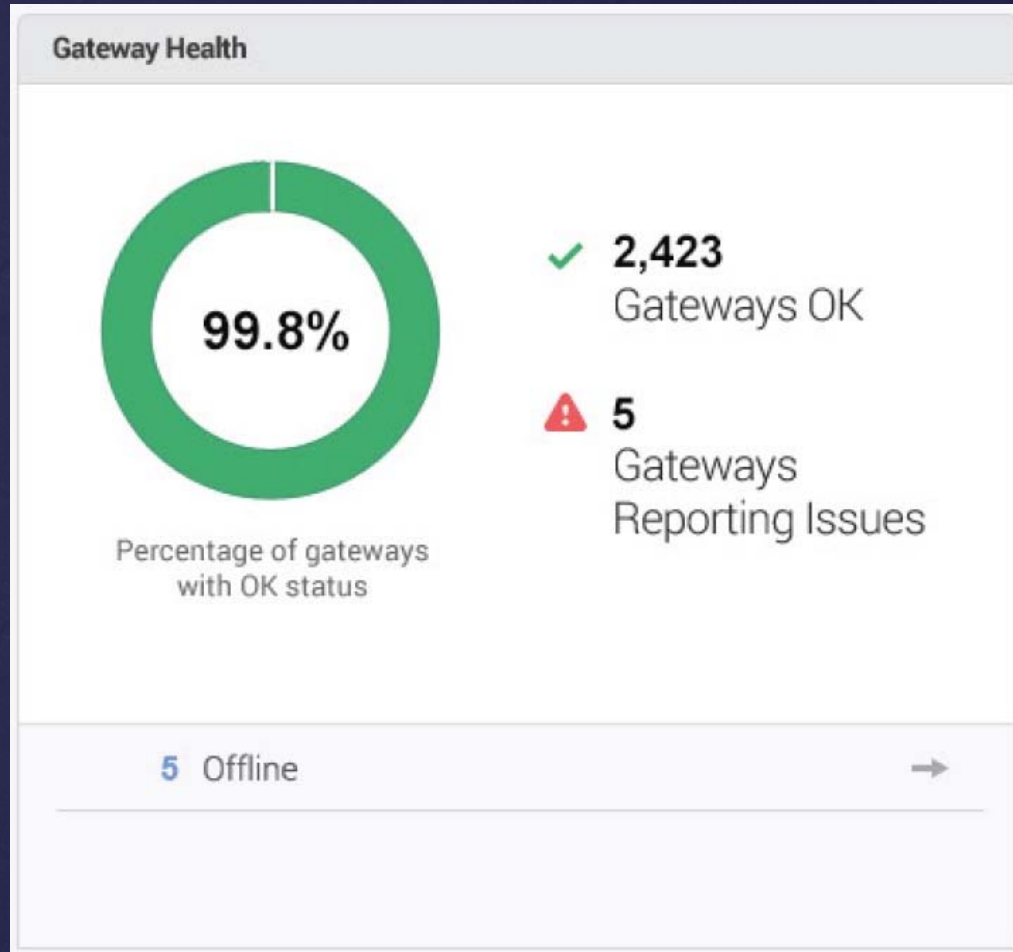 Gateway Health
99.8%
Percentage of gateways
with OK status
2,423
Gateways OK
5
Gateways
Reporting Issues
5 Offline